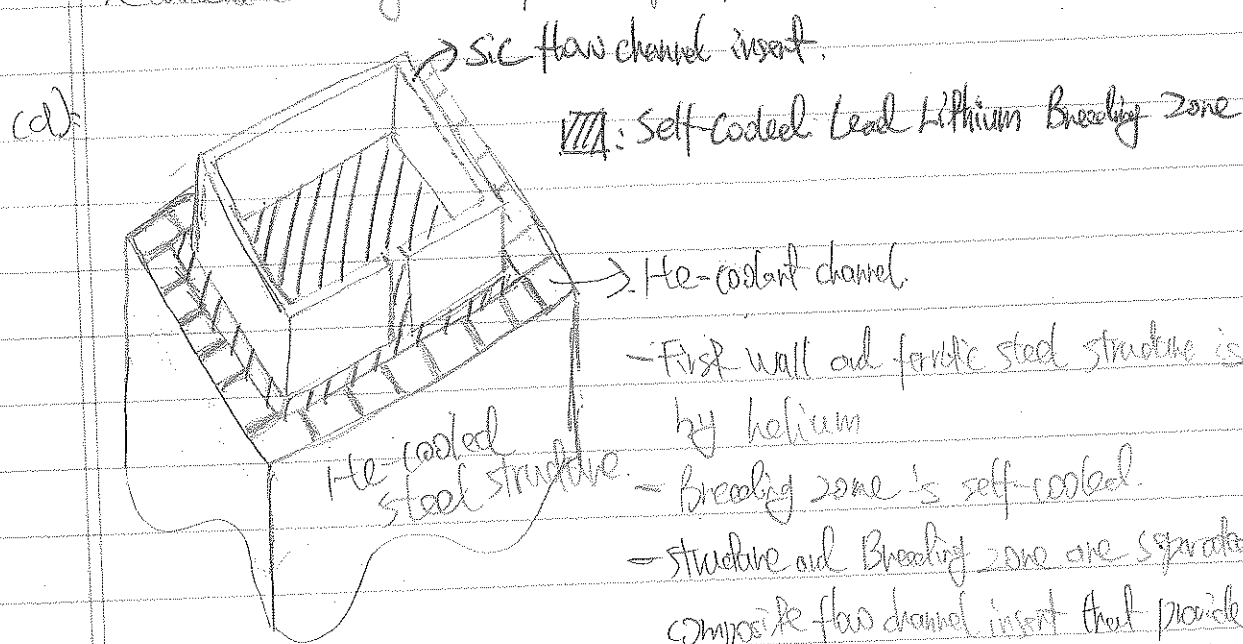 (d):
SiC flow channel insert.
: Self-Cooled Lead Lithium Breeding Zone
He-coolant channel.
- First wall and ferritic steel structure is
by helium
He-cooled
steel structure.
- Breeding zone is self-cooled.
- structure and Breeding zone are separate
composite flow channel insert that provide